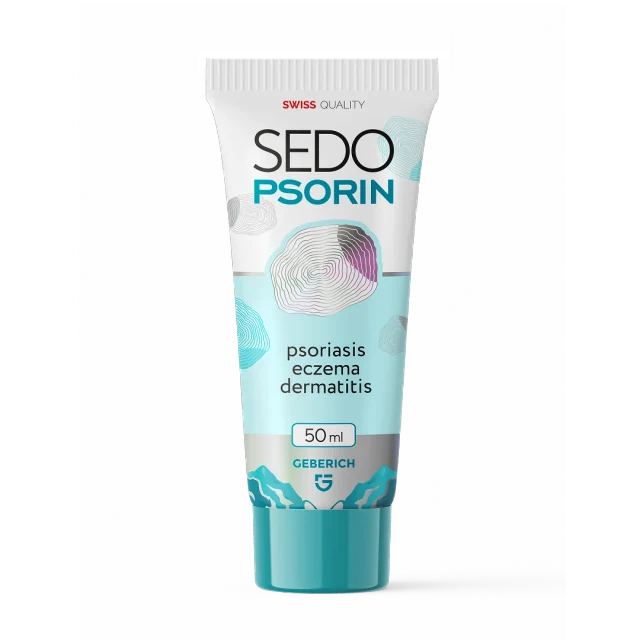 SWISS QUALITY
SEDO
PSORIN
psoriasis
eczema
dermatitis
50 ml
GEBERICH